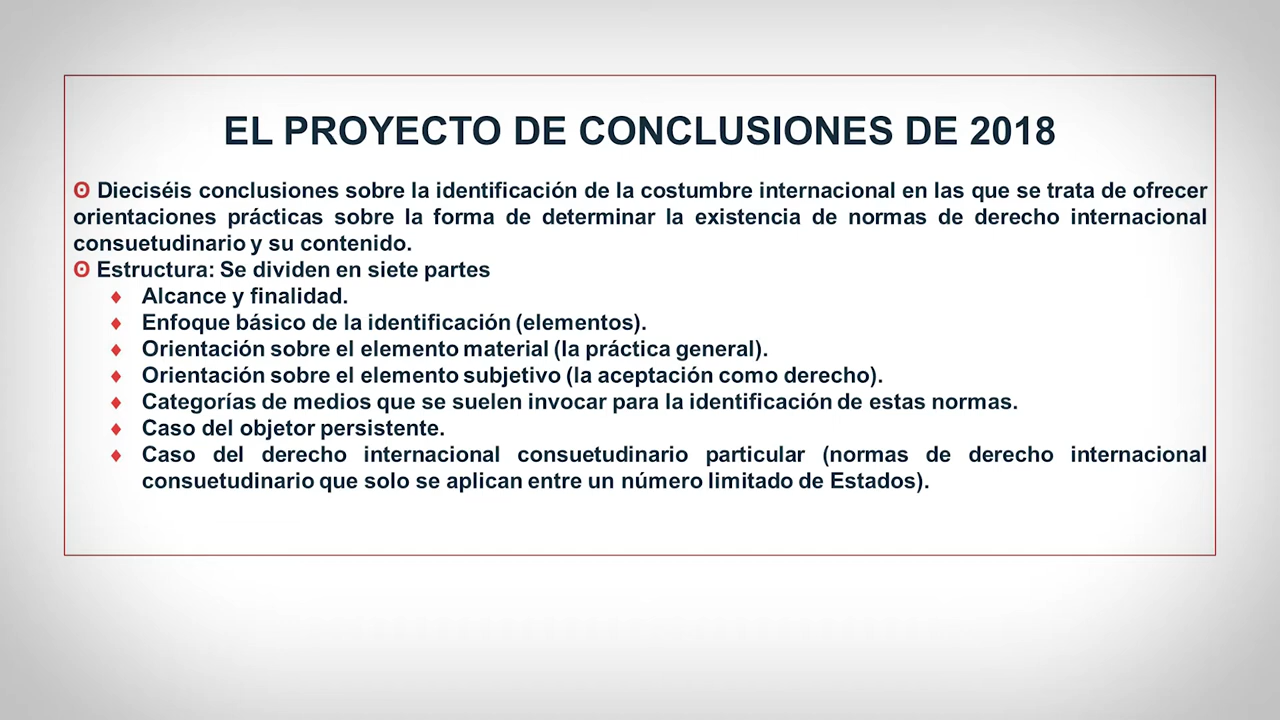 EL PROYECTO DE CONCLUSIONES DE 2018
ʘ Dieciséis conclusiones sobre la identificación de la costumbre internacional en las que se trata de ofrecer
orientaciones prácticas sobre la forma de determinar la existencia de normas de derecho internacional
consuetudinario y su contenido.
ʘ Estructura: Se dividen en siete partes
♦ Alcance y finalidad.
♦ Enfoque básico de la identificación (elementos).
♦ Orientación sobre el elemento material (la práctica general).
♦ Orientación sobre el elemento subjetivo (la aceptación como derecho).
♦ Categorías de medios que se suelen invocar para la identificación de estas normas.
♦ Caso del objetor persistente.
♦ Caso del derecho internacional consuetudinario particular (normas de derecho internacional
consuetudinario que solo se aplican entre un número limitado de Estados).